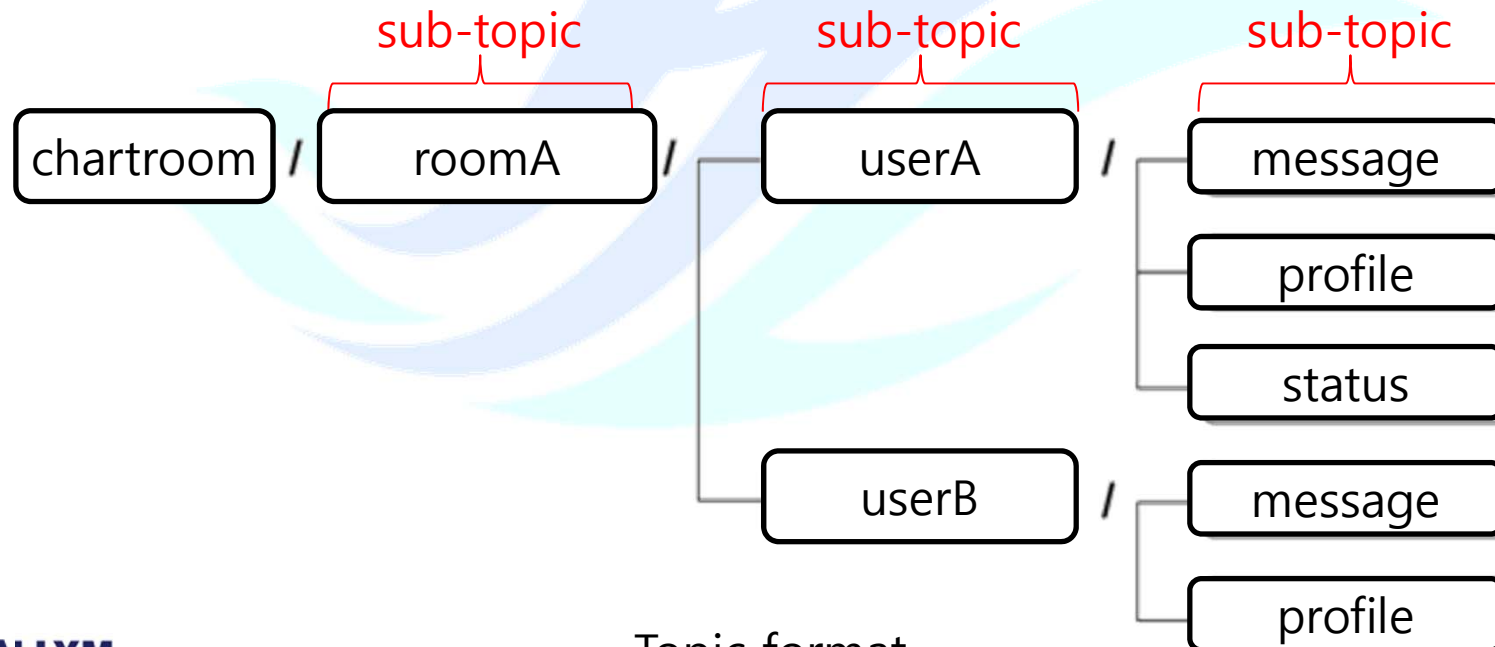 sub-topic sub-topic sub-topic
chartroom / roomA / userA / message
profile
status
userB / message
profile
Topic format